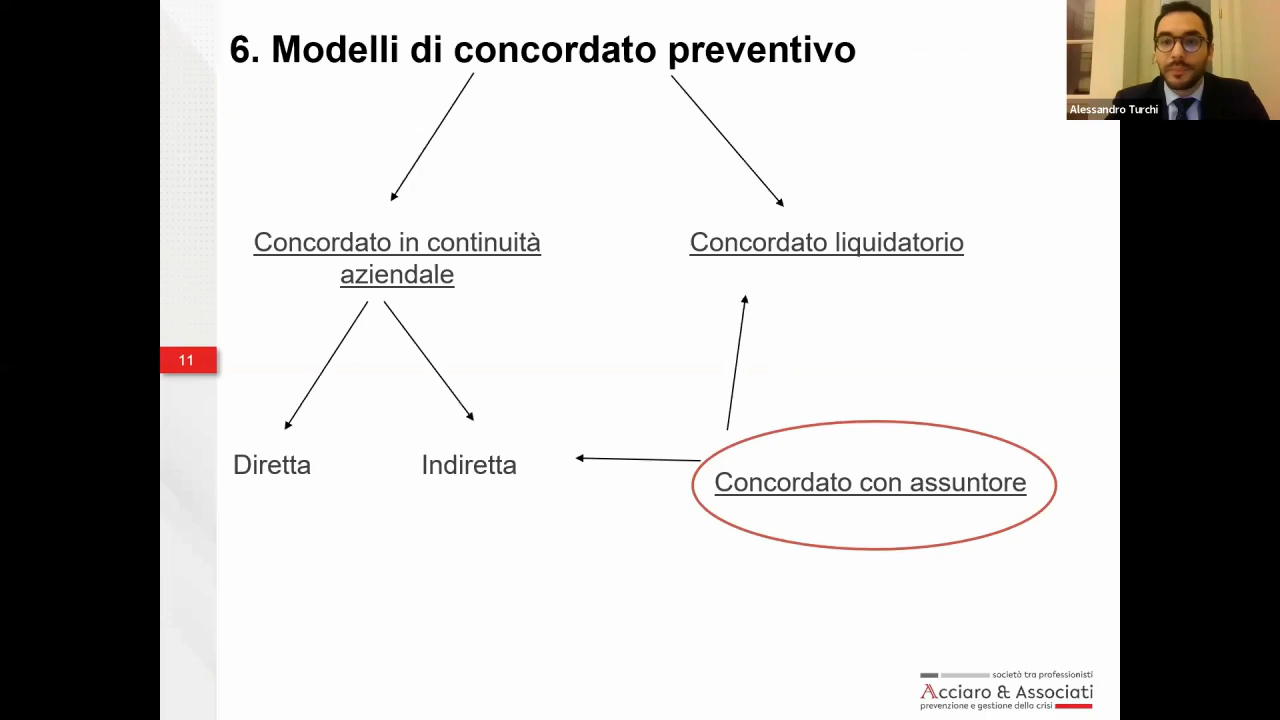 6. Modelli di concordato preventivo
Alessandro Turchi
Concordato in continuità
aziendale
Concordato liquidatorio
11
Diretta
Indiretta
Concordato con assuntore
società tra professionisti
Acciaro & Associati
prevenzione e gestione della crisi